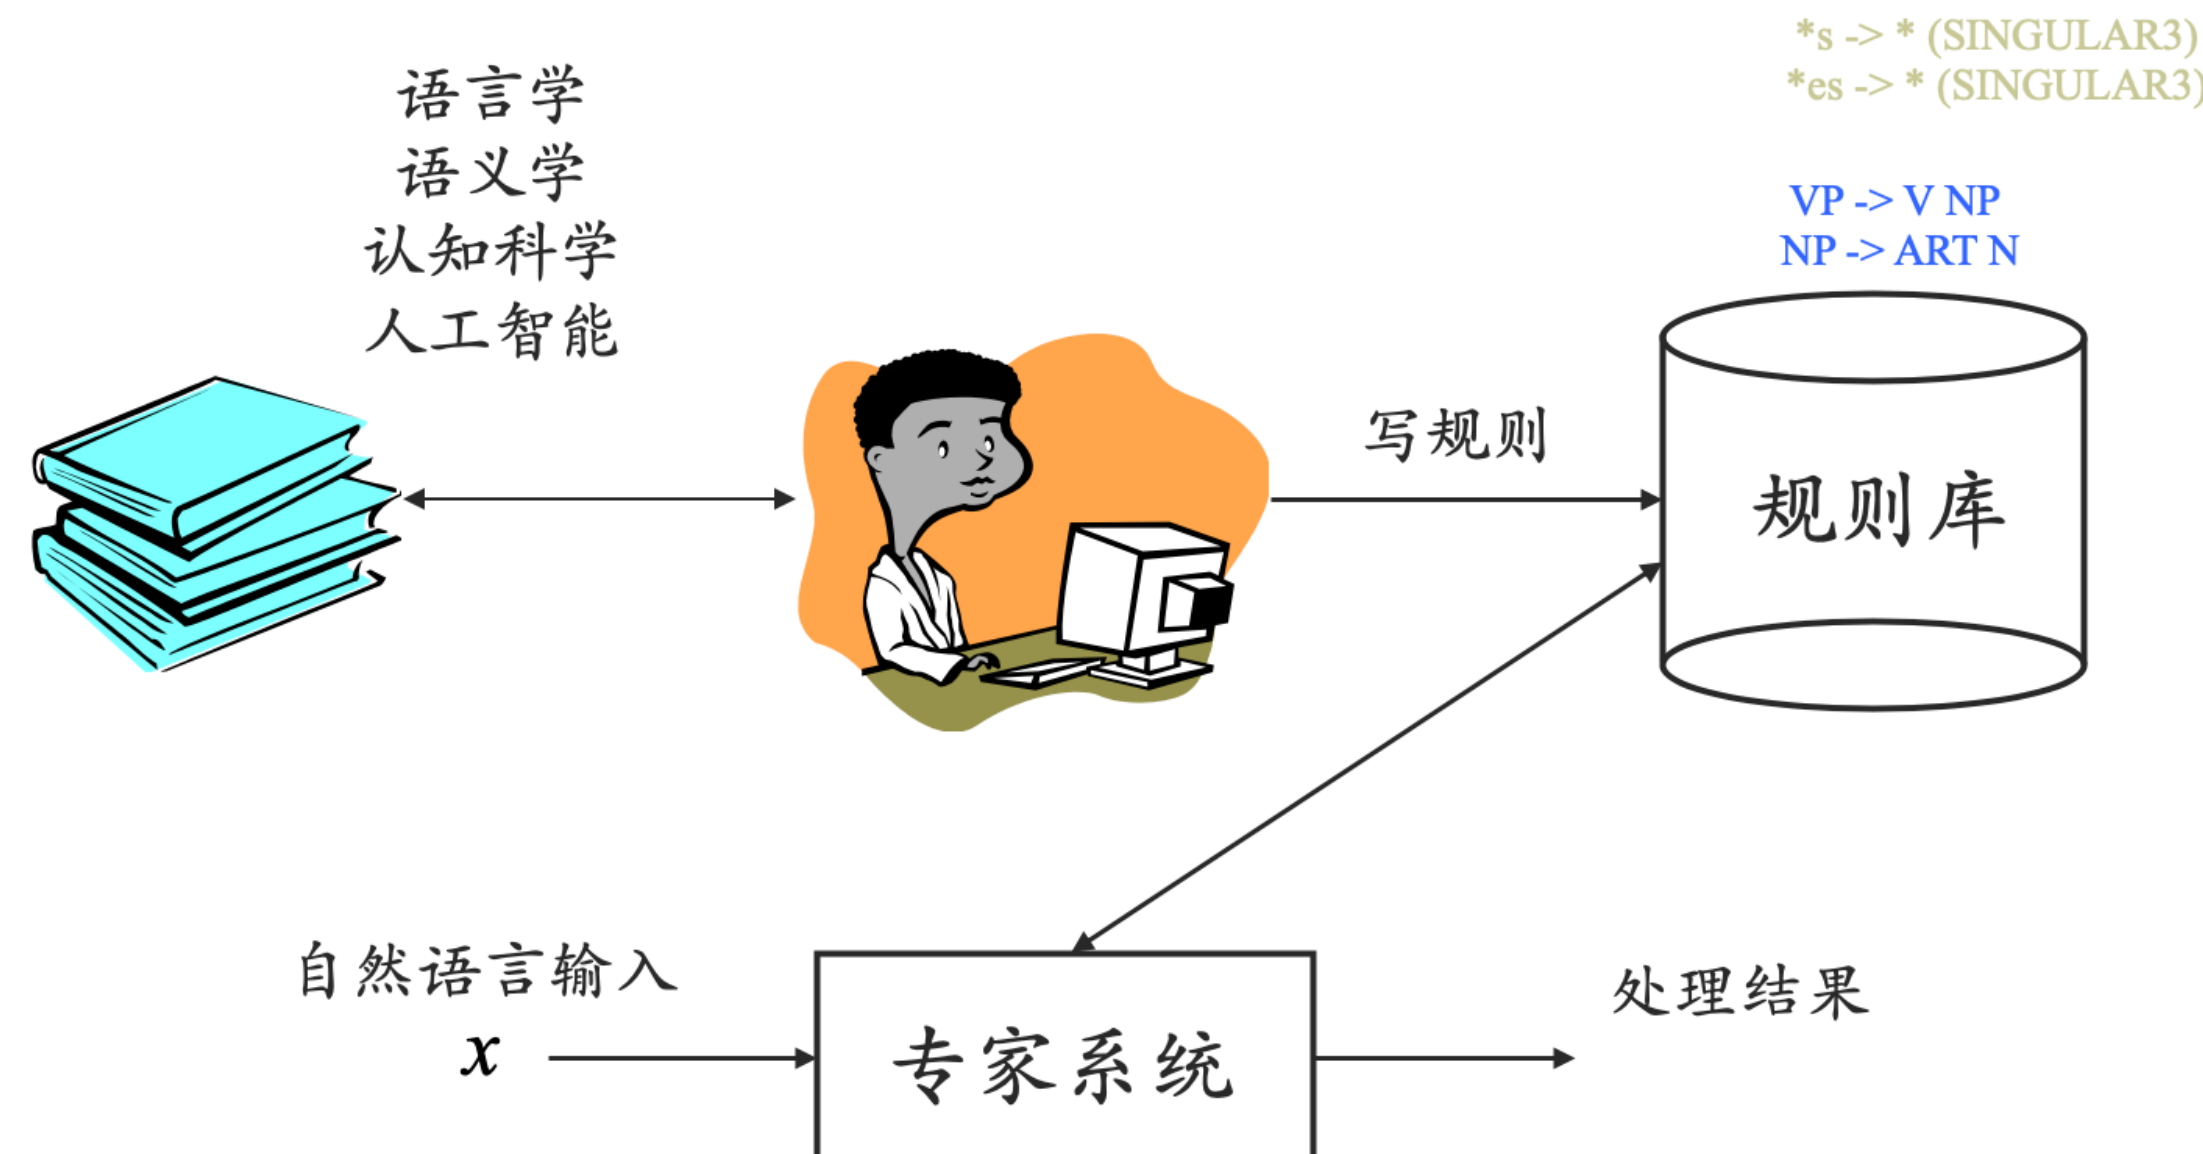 *s -> * (SINGULAR3)
*es -> * (SINGULAR3)
语言学
语义学
认知科学
人工智能
VP -> V NP
NP -> ART N
写规则
规则库
自然语言输入
x
专家系统
处理结果